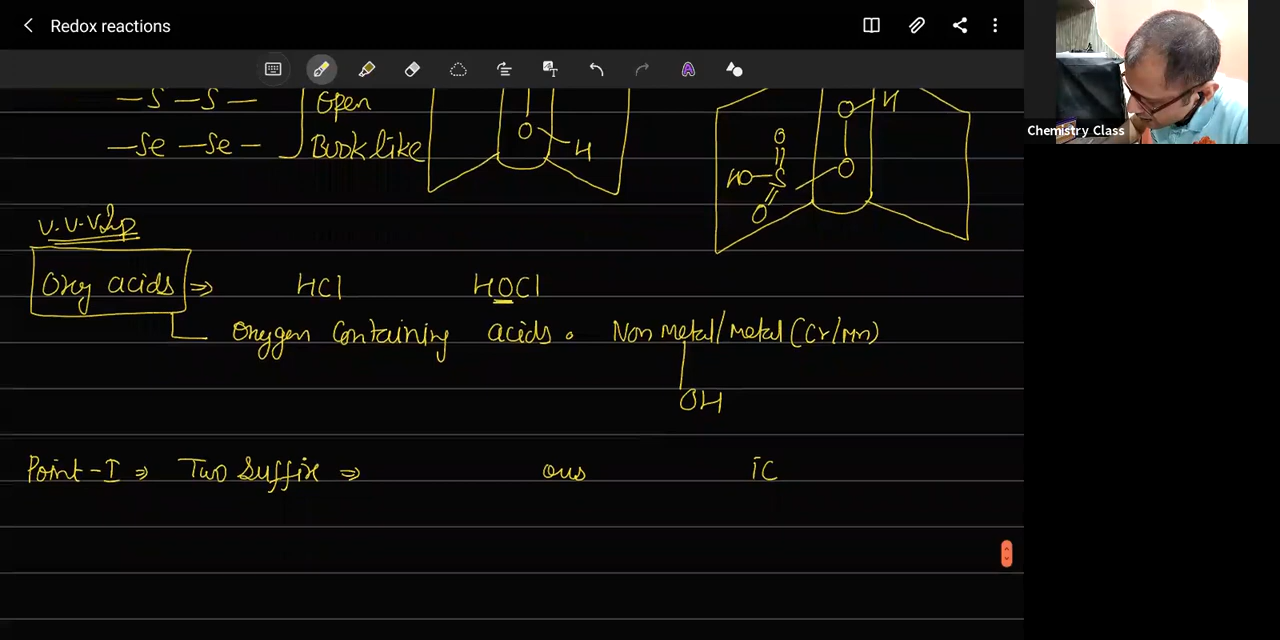 Redox reactions
Chemistry Class
—S —S — Open
—Se —Se — Book like
O
H
O H
O
O
HO—S
O
V.V.V Imp
Oxy acids ⇒ HCl HOCl
Oxygen Containing acids. Non metal/metal (Cr/Mn)
OH
Point-I ⇒ Two Suffix ⇒ ous ic